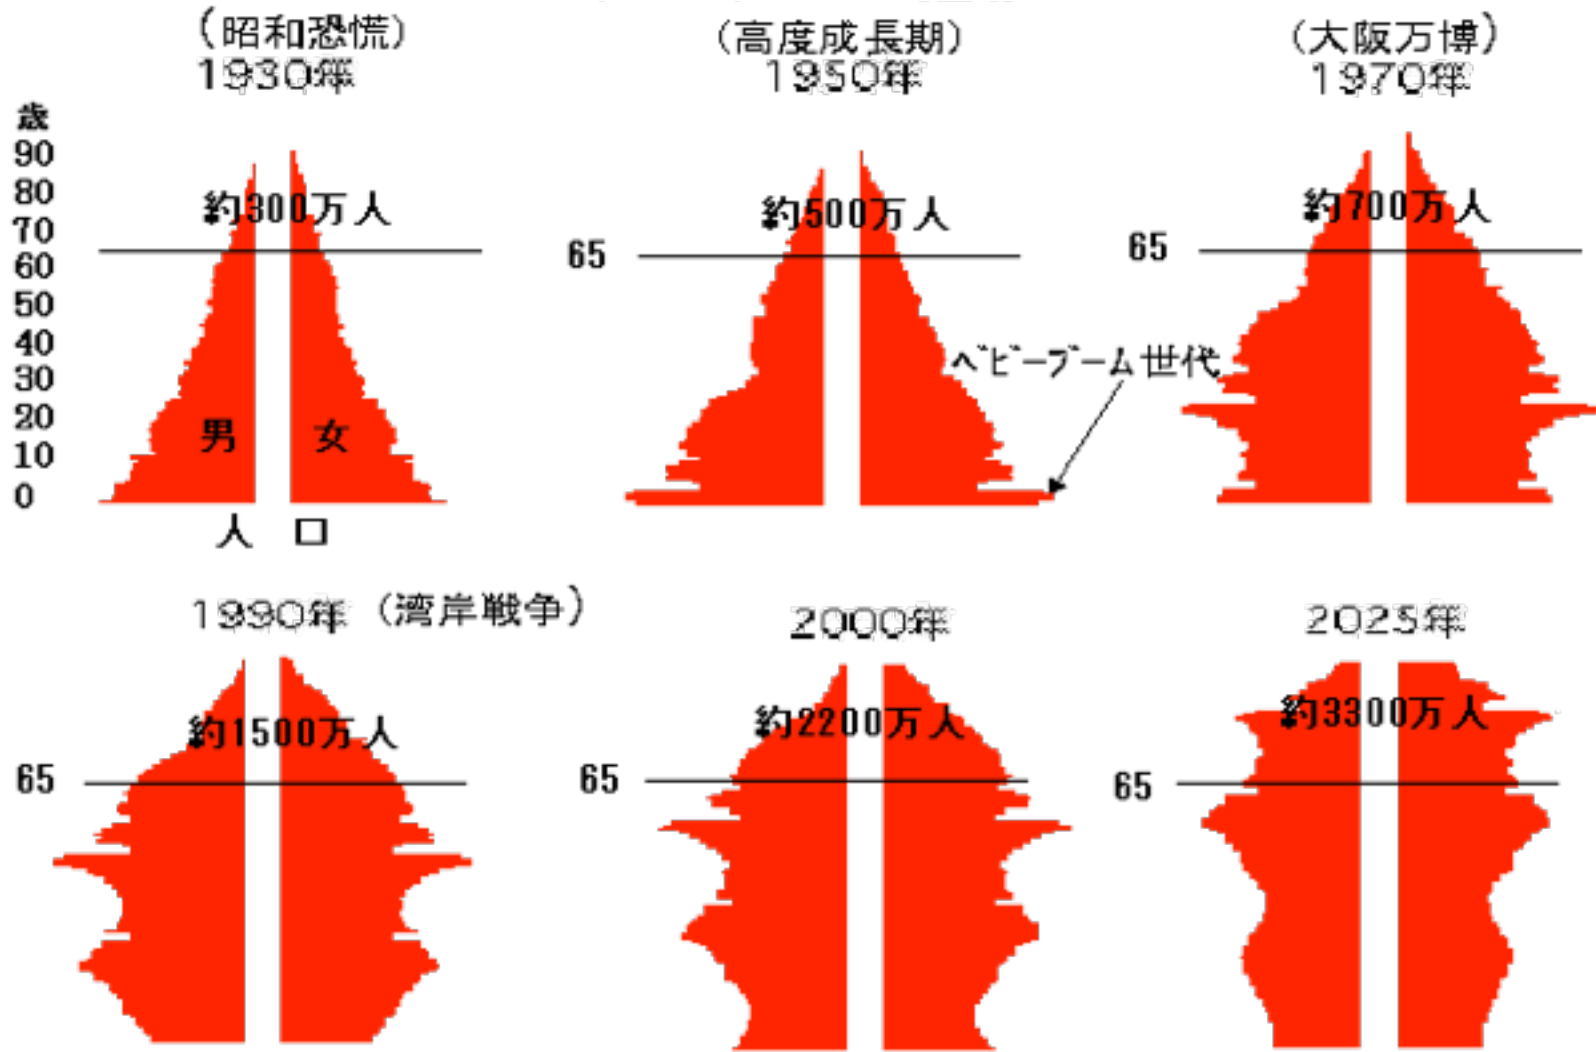 (昭和恐慌)
1930年
(高度成長期)
1950年
(大阪万博)
1970年
歳
90
80
70
60
50
40
30
20
10
0
約300万人
男
女
人 口
約500万人
65
ベビーブーム世代
約700万人
65
1990年 (湾岸戦争)
2000年
2025年
約1500万人
65
約2200万人
65
約3300万人
65